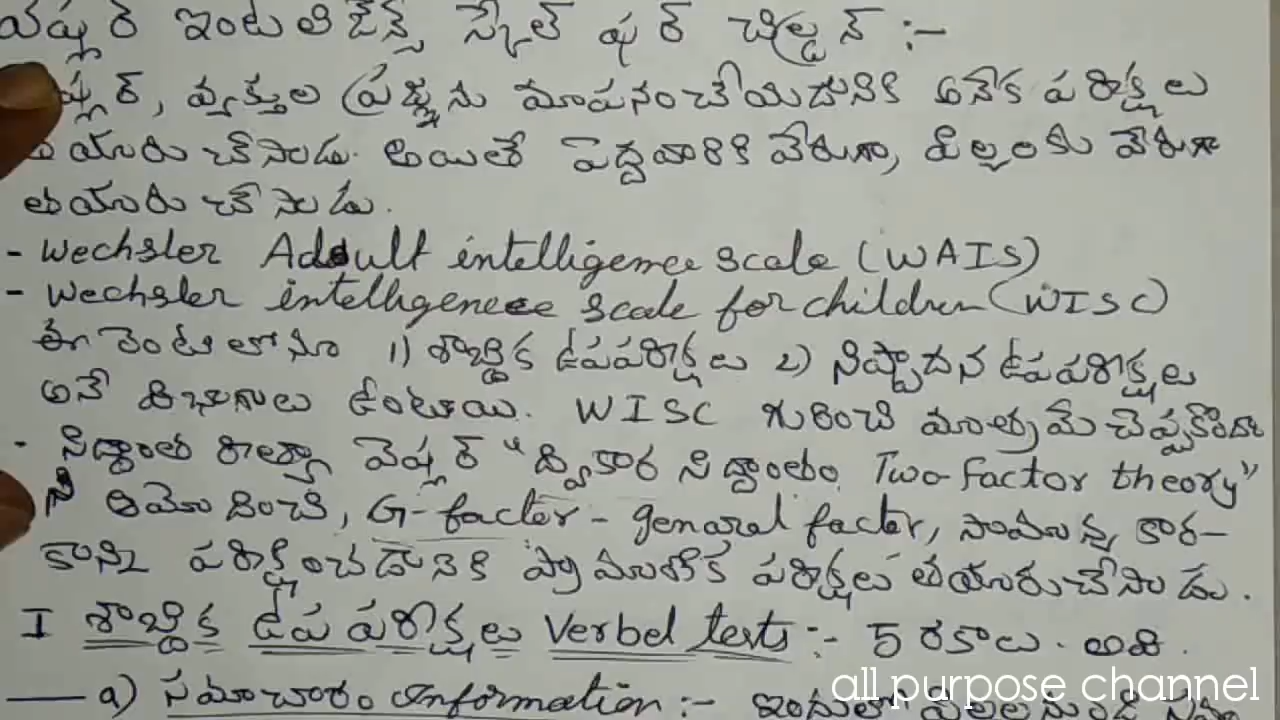 వెష్లర్ ఇంటలిజెన్స్ స్కేల్ ఫర్ చిల్డ్రన్ :-
వెష్లర్, వ్యక్తుల ప్రజ్ఞను మాపనంచేయడానికి అనేక పరీక్షలు
తయారు చేసాడు. అయితే పెద్దవారికి వేరుగా, పిల్లలకు వేరుగా
తయారు చేసాడు.
- Wechsler Adult intelligence scale (WAIS)
- Wechsler intelligence scale for children (WISC)
ఈ రెంటిలోనూ 1) శాబ్దిక ఉపపరీక్షలు 2) నిష్పాదన ఉపపరీక్షలు
అనే విభాగాలు ఉంటాయి. WISC గురించి మాత్రమే చెప్పుకొందాం
- సిద్ధాంత రీత్యా వెష్లర్ "ద్వికారక సిద్ధాంతం Two-factor theory"
ని ఆమోదించి, G-factor - genaral factor, సామాన్య కార-
కాన్ని పరీక్షించడానికి ప్రామాణిక పరీక్షలు తయారుచేసాడు.
I శాబ్దిక ఉప పరీక్షలు Verbel tests :- 5 రకాలు. అవి.
a) సమాచారం Information :- ఇందులో పిల్లలనుండి
all purpose channel